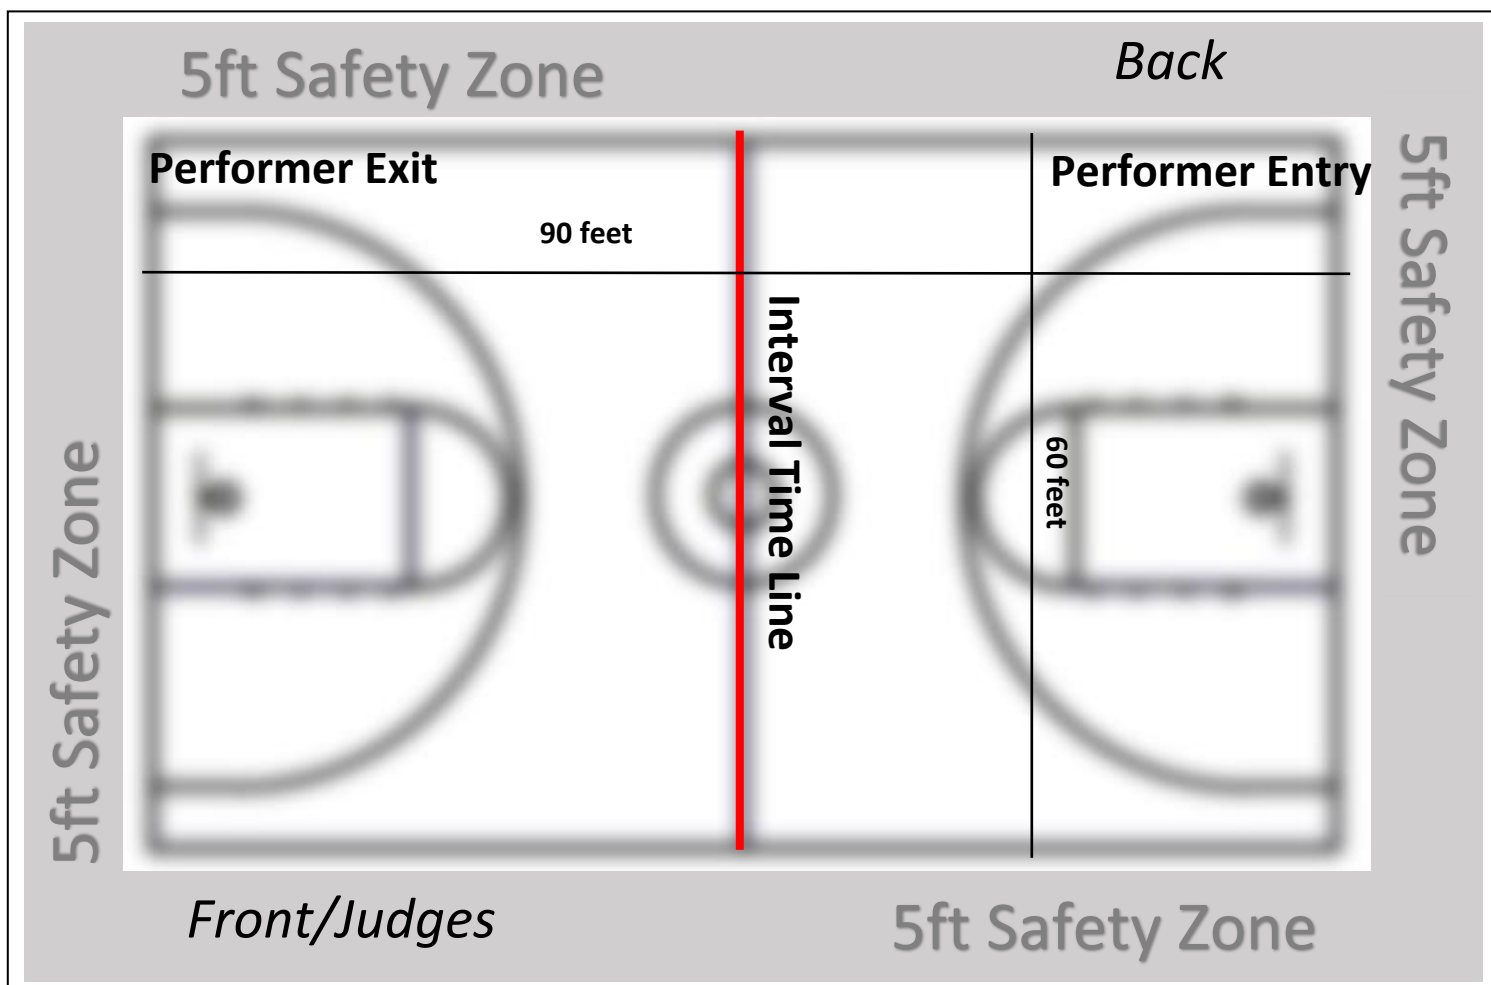 5ft Safety Zone
Back
Performer Exit
Performer Entry
90 feet
5ft Safety Zone
Interval Time Line
60 feet
5ft Safety Zone
Front/Judges
5ft Safety Zone